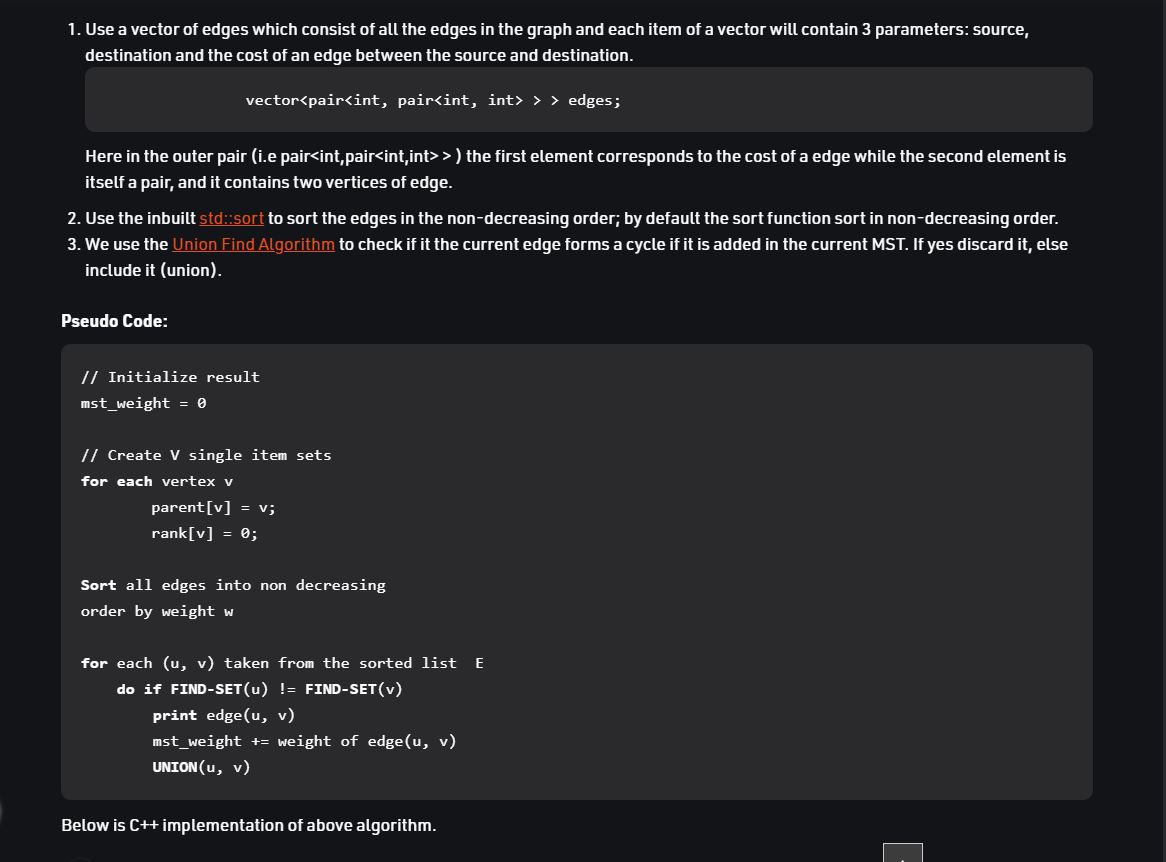 1. Use a vector of edges which consist of all the edges in the graph and each item of a vector will contain 3 parameters: source,
destination and the cost of an edge between the source and destination.
vector<pair<int, pair<int, int> > > edges;
Here in the outer pair (i.e pair<int,pair<int,int> > ) the first element corresponds to the cost of a edge while the second element is
itself a pair, and it contains two vertices of edge.
2. Use the inbuilt std::sort to sort the edges in the non-decreasing order; by default the sort function sort in non-decreasing order.
3. We use the Union Find Algorithm to check if it the current edge forms a cycle if it is added in the current MST. If yes discard it, else
include it (union).
Pseudo Code:
// Initialize result
mst_weight = 0
// Create V single item sets
for each vertex v
parent[v] = v;
rank[v] = 0;
Sort all edges into non decreasing
order by weight w
for each (u, v) taken from the sorted list  E
do if FIND-SET(u) != FIND-SET(v)
print edge(u, v)
mst_weight += weight of edge(u, v)
UNION(u, v)
Below is C++ implementation of above algorithm.